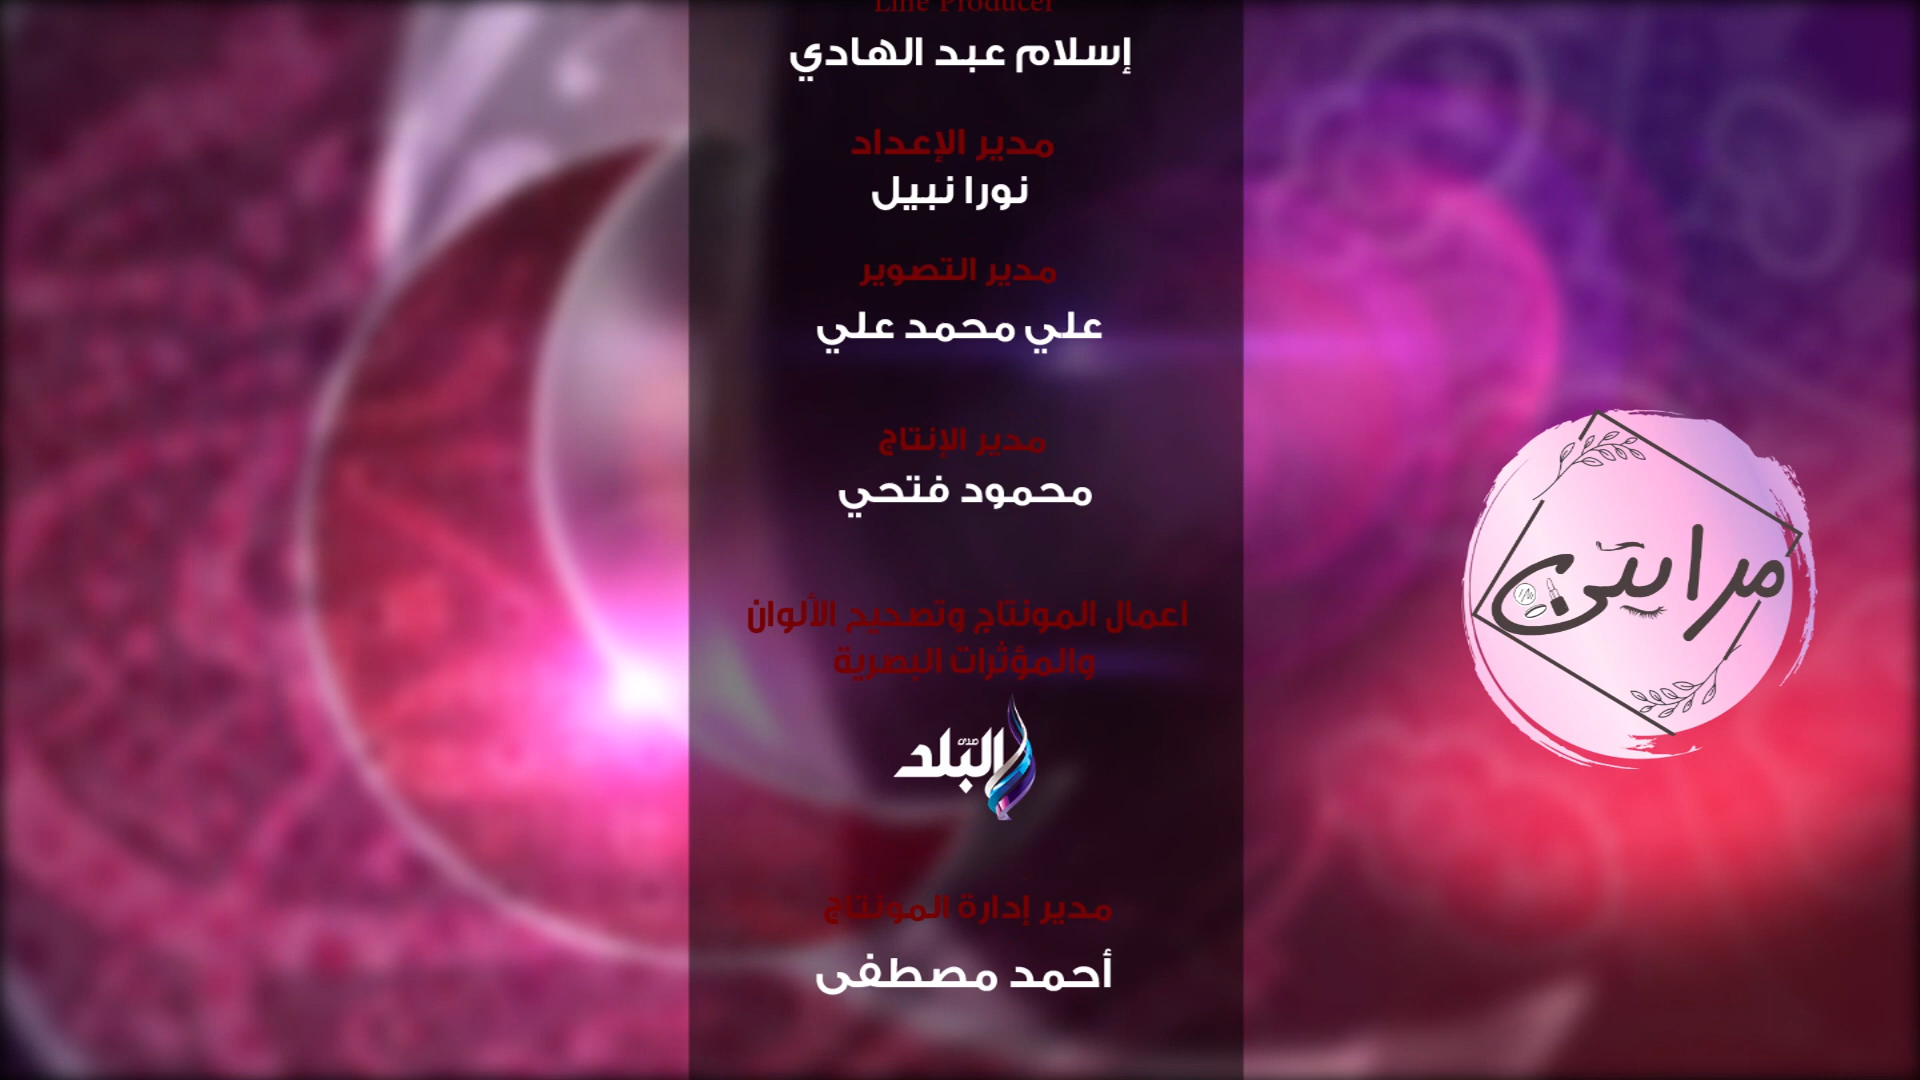 Line Producer
إسلام عبد الهادي
مدير الإعداد
نورا نبيل
مدير التصوير
علي محمد علي
مدير الإنتاج
محمود فتحي
اعمال المونتاج وتصحيح الألوان
والمؤثرات البصرية
صدى
البلد
مدير إدارة المونتاج
أحمد مصطفى
مرايتي